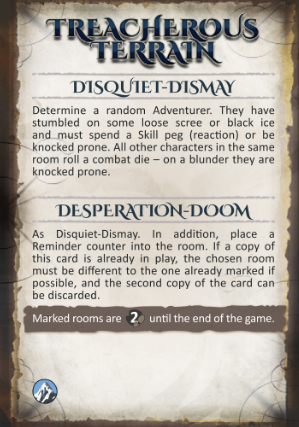 TREACHEROUS
TERRAIN
DISQUIET-DISMAY
Determine a random Adventurer. They have
stumbled on some loose scree or black ice
and must spend a Skill peg (reaction) or be
knocked prone. All other characters in the same
room roll a combat die – on a blunder they are
knocked prone.
DESPERATION-DOOM
As Disquiet-Dismay. In addition, place a
Reminder counter into the room. If a copy of
this card is already in play, the chosen room
must be different to the one already marked if
possible, and the second copy of the card can
be discarded.
Marked rooms are 2 until the end of the game.